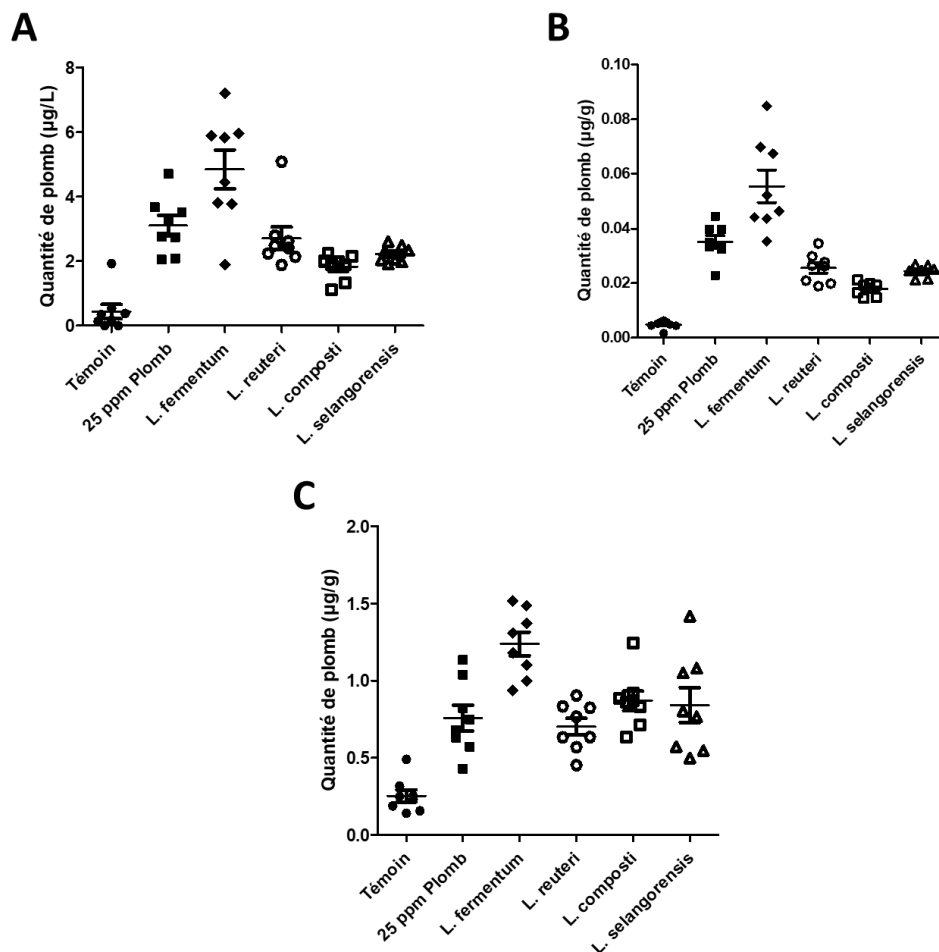 A
Quantité de plomb (µg/L)
8
6
4
2
0
Témoin
25 ppm Plomb
L. fermentum
L. reuteri
L. composti
L. selangorensis
B
Quantité de plomb (µg/g)
0.10
0.08
0.06
0.04
0.02
0.00
Témoin
25 ppm Plomb
L. fermentum
L. reuteri
L. composti
L. selangorensis
C
Quantité de plomb (µg/g)
2.0
1.5
1.0
0.5
0.0
Témoin
25 ppm Plomb
L. fermentum
L. reuteri
L. composti
L. selangorensis